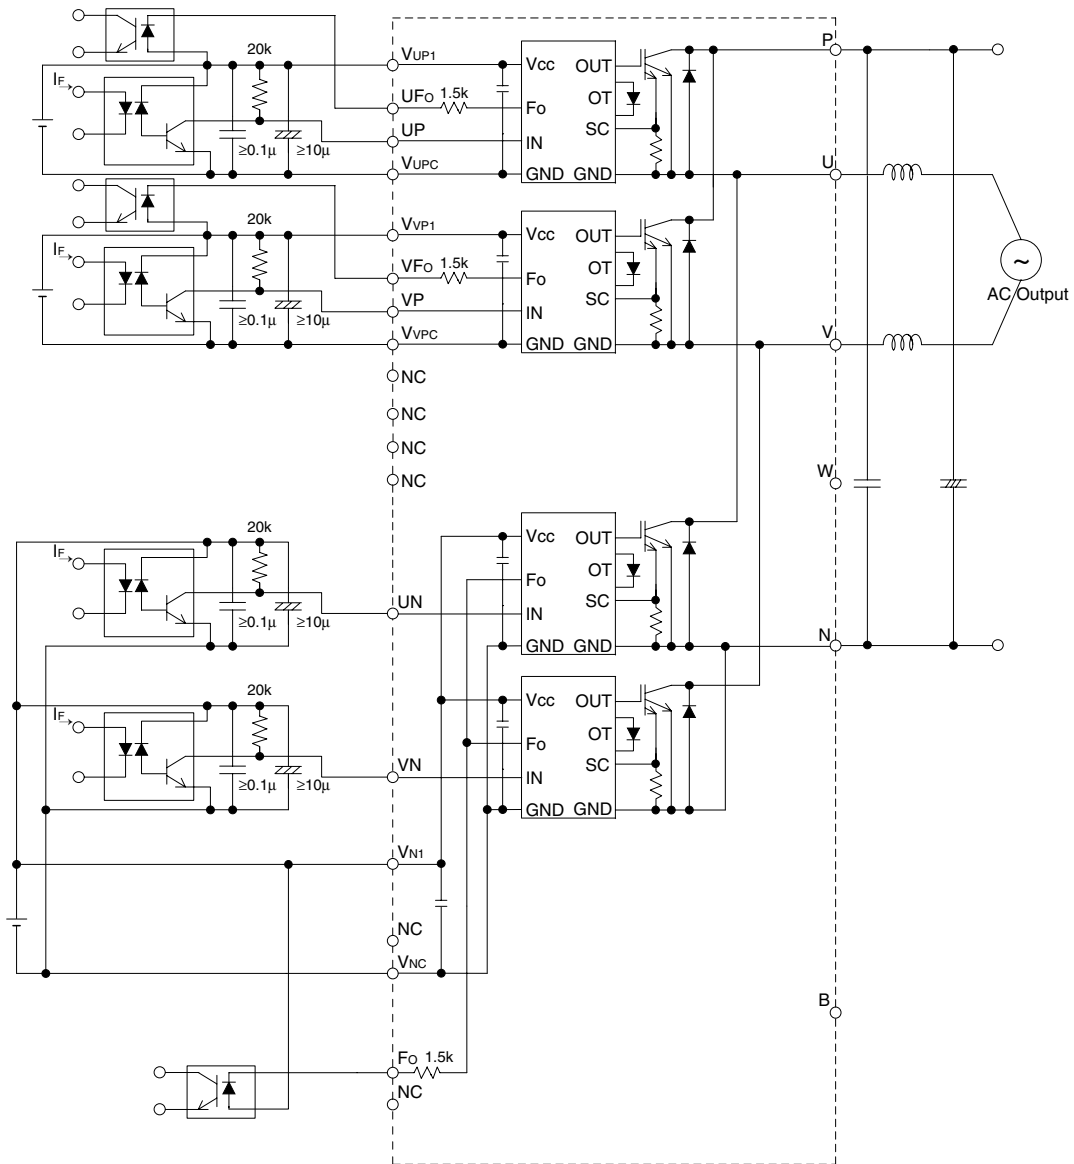 20k
VUP1
P
Vcc
OUT
IF
UFO 1.5k
Fo
OT
UP
IN
SC
≥0.1μ
≥10μ
VUPC
GND GND
U
20k
VVP1
Vcc
OUT
IF
VFO 1.5k
Fo
OT
~
AC Output
VP
IN
SC
≥0.1μ
≥10μ
VVPC
GND GND
V
NC
NC
NC
NC
W
20k
Vcc
OUT
IF
Fo
OT
UN
IN
SC
≥0.1μ
≥10μ
GND GND
N
20k
Vcc
OUT
IF
Fo
OT
VN
IN
SC
≥0.1μ
≥10μ
GND GND
VN1
NC
VNC
B
FO 1.5k
NC